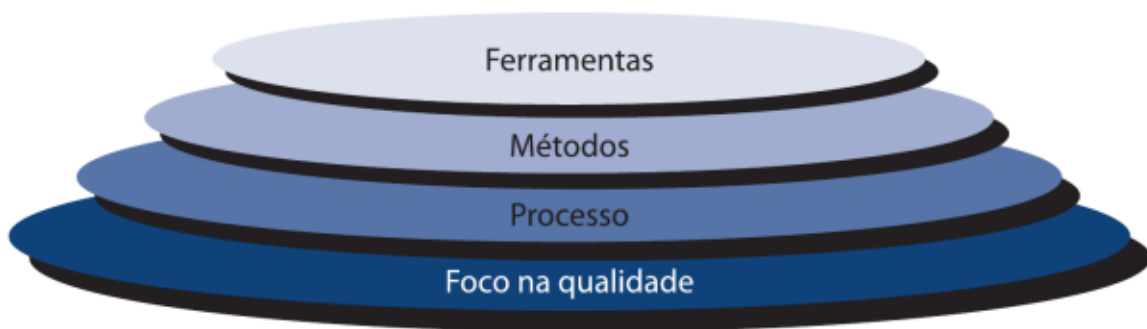 Ferramentas
Métodos
Processo
Foco na qualidade